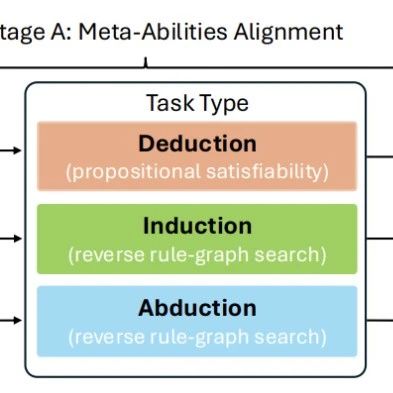 tage A: Meta-Abilities Alignment
Task Type
Deduction
(propositional satisfiability)
Induction
(reverse rule-graph search)
Abduction
(reverse rule-graph search)